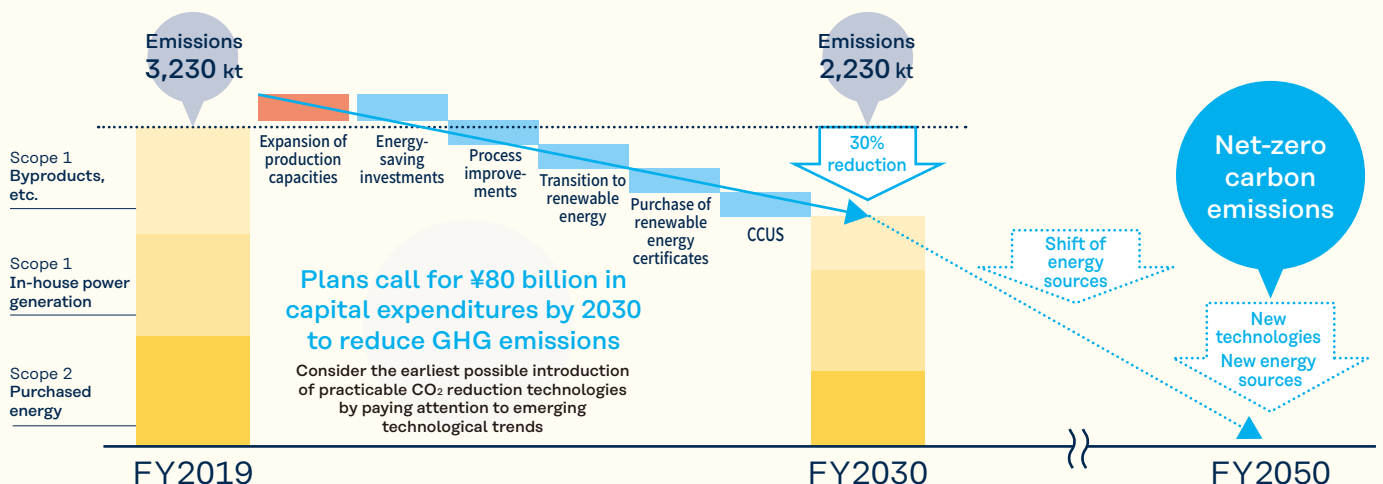 Emissions
3,230 kt
Emissions
2,230 kt
Scope 1
Byproducts,
etc.
Scope 1
In-house power
generation
Scope 2
Purchased
energy
Expansion of
production
capacities
Energy-
saving
investments
Process
improve-
ments
Transition to
renewable
energy
Purchase of
renewable
energy
certificates
CCUS
30%
reduction
Plans call for ¥80 billion in
capital expenditures by 2030
to reduce GHG emissions
Consider the earliest possible introduction
of practicable CO₂ reduction technologies
by paying attention to emerging
technological trends
Shift of
energy
sources
Net-zero
carbon
emissions
New
technologies
New energy
sources
FY2019
FY2030
FY2050